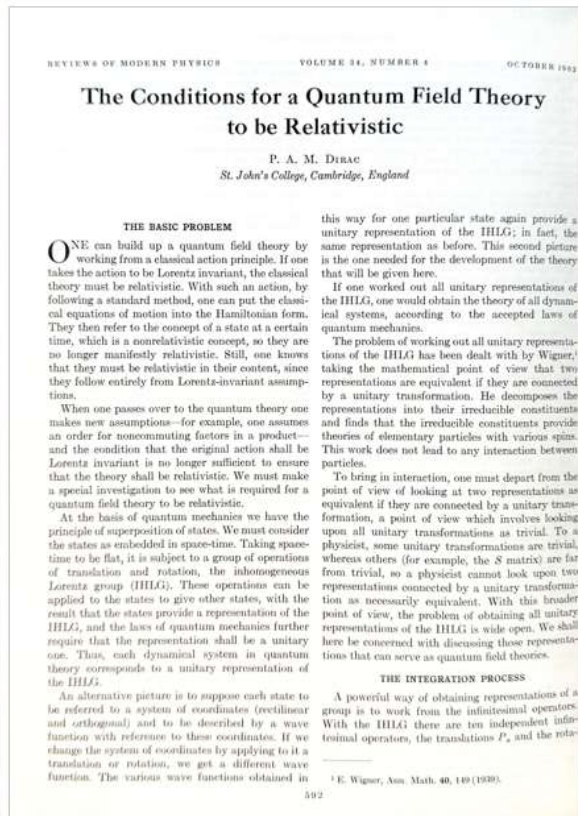 REVIEWS OF MODERN PHYSICS
VOLUME 34, NUMBER 4
OCTOBER 1962
The Conditions for a Quantum Field Theory
to be Relativistic
P. A. M. Dirac
St. John's College, Cambridge, England
THE BASIC PROBLEM
ONE can build up a quantum field theory by
working from a classical action principle. If one
takes the action to be Lorentz invariant, the classical
theory must be relativistic. With such an action, by
following a standard method, one can put the classi-
cal equations of motion into the Hamiltonian form.
They then refer to the concept of a state at a certain
time, which is a nonrelativistic concept, so they are
no longer manifestly relativistic. Still, one knows
that they must be relativistic in their content, since
they follow entirely from Lorentz-invariant assump-
tions.
When one passes over to the quantum theory one
makes new assumptions—for example, one assumes
an order for noncommuting factors in a product—
and the condition that the original action shall be
Lorentz invariant is no longer sufficient to ensure
that the theory shall be relativistic. We must make
a special investigation to see what is required for a
quantum field theory to be relativistic.
At the basis of quantum mechanics we have the
principle of superposition of states. We must consider
the states as embedded in space-time. Taking space-
time to be flat, it is subject to a group of operations
of translation and rotation, the inhomogeneous
Lorentz group (IHLG). These operations can be
applied to the states to give other states, with the
result that the states provide a representation of the
IHLG, and the laws of quantum mechanics further
require that the representation shall be a unitary
one. Thus, each dynamical system in quantum
theory corresponds to a unitary representation of
the IHLG.
An alternative picture is to suppose each state to
be referred to a system of coordinates (rectilinear
and orthogonal) and to be described by a wave
function with reference to these coordinates. If we
change the system of coordinates by applying to it a
translation or rotation, we get a different wave
function. The various wave functions obtained in
this way for one particular state again provide a
unitary representation of the IHLG; in fact, the
same representation as before. This second picture
is the one needed for the development of the theory
that will be given here.
If one worked out all unitary representations of
the IHLG, one would obtain the theory of all dynam-
ical systems, according to the accepted laws of
quantum mechanics.
The problem of working out all unitary representa-
tions of the IHLG has been dealt with by Wigner,¹
taking the mathematical point of view that two
representations are equivalent if they are connected
by a unitary transformation. He decomposes the
representations into their irreducible constituents
and finds that the irreducible constituents provide
theories of elementary particles with various spins.
This work does not lead to any interaction between
particles.
To bring in interaction, one must depart from the
point of view of looking at two representations as
equivalent if they are connected by a unitary trans-
formation, a point of view which involves looking
upon all unitary transformations as trivial. To a
physicist, some unitary transformations are trivial,
whereas others (for example, the S matrix) are far
from trivial, so a physicist cannot look upon two
representations connected by a unitary transforma-
tion as necessarily equivalent. With this broader
point of view, the problem of obtaining all unitary
representations of the IHLG is wide open. We shall
here be concerned with discussing those representa-
tions that can serve as quantum field theories.
THE INTEGRATION PROCESS
A powerful way of obtaining representations of a
group is to work from the infinitesimal operators.
With the IHLG there are ten independent infini-
tesimal operators, the translations Pₐ and the rota-
¹ E. Wigner, Ann. Math. 40, 149 (1939).
592